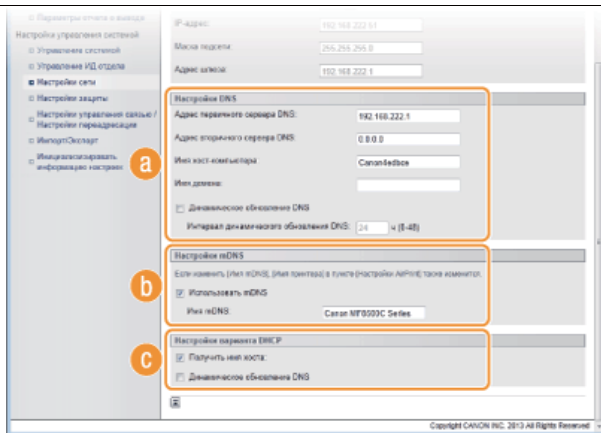 Параметры отчета о выводе
Настройки управления системой
Управление системой
Управление ИД отдела
Настройки сети
Настройки защиты
Настройки управления связью /
Настройки переадресации
Импорт/Экспорт
Инициализировать
информацию настроек
IP-адрес:
192.168.222.61
Маска подсети:
255.255.255.0
Адрес шлюза:
192.168.222.1
a
Настройки DNS
Адрес первичного сервера DNS:
192.168.222.1
Адрес вторичного сервера DNS:
0.0.0.0
Имя хост-компьютера:
Canon4edbce
Имя домена:
Динамическое обновление DNS
Интервал динамического обновления DNS:
24
ч (0-48)
b
Настройки mDNS
Если изменить [Имя mDNS], [Имя принтера] в пункте [Настройки AirPrint] также изменится.
Использовать mDNS
Имя mDNS:
Canon MF8500C Series
c
Настройки варианта DHCP
Получить имя хоста:
Динамическое обновление DNS
Copyright CANON INC. 2013 All Rights Reserved